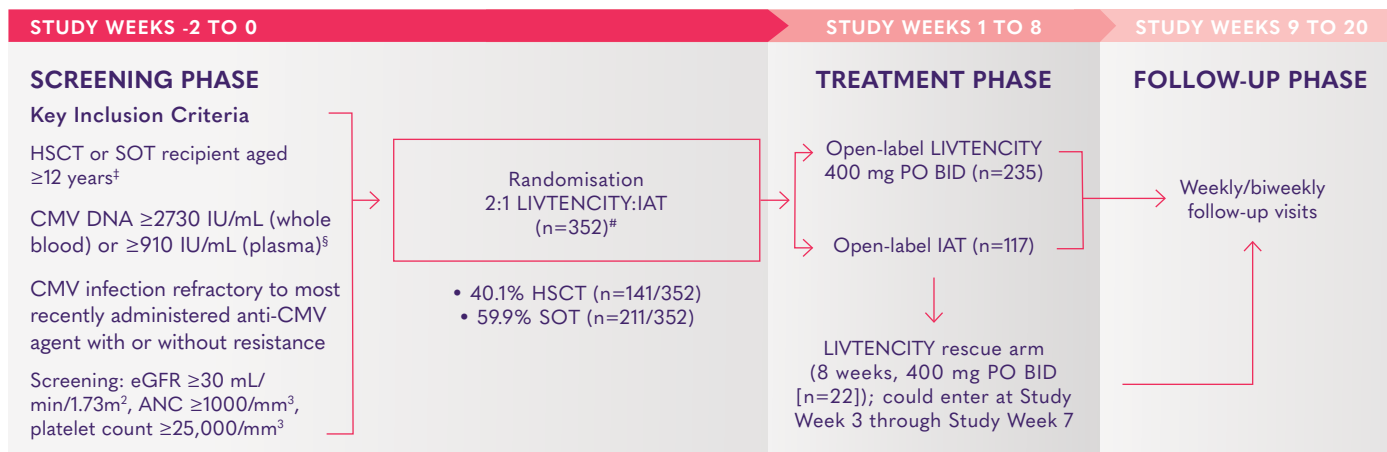 STUDY WEEKS -2 TO 0
STUDY WEEKS 1 TO 8
STUDY WEEKS 9 TO 20
SCREENING PHASE
Key Inclusion Criteria
HSCT or SOT recipient aged
≥12 years‡
CMV DNA ≥2730 IU/mL (whole
blood) or ≥910 IU/mL (plasma)§
CMV infection refractory to most
recently administered anti-CMV
agent with or without resistance
Screening: eGFR ≥30 mL/
min/1.73m², ANC ≥1000/mm³,
platelet count ≥25,000/mm³
Randomisation
2:1 LIVTENCITY:IAT
(n=352)#
• 40.1% HSCT (n=141/352)
• 59.9% SOT (n=211/352)
TREATMENT PHASE
Open-label LIVTENCITY
400 mg PO BID (n=235)
Open-label IAT (n=117)
LIVTENCITY rescue arm
(8 weeks, 400 mg PO BID
[n=22]); could enter at Study
Week 3 through Study Week 7
FOLLOW-UP PHASE
Weekly/biweekly
follow-up visits